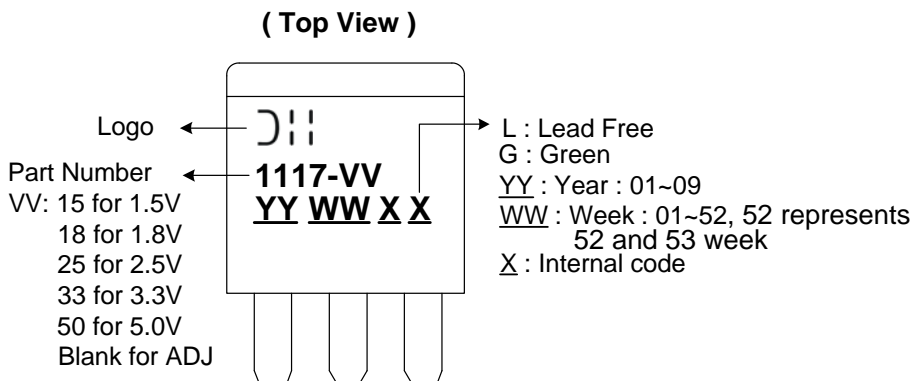 ( Top View )
Logo
Part Number
VV: 15 for 1.5V
18 for 1.8V
25 for 2.5V
33 for 3.3V
50 for 5.0V
Blank for ADJ
1117-VV
YY WW X X
L : Lead Free
G : Green
YY : Year : 01~09
WW : Week : 01~52, 52 represents
52 and 53 week
X : Internal code